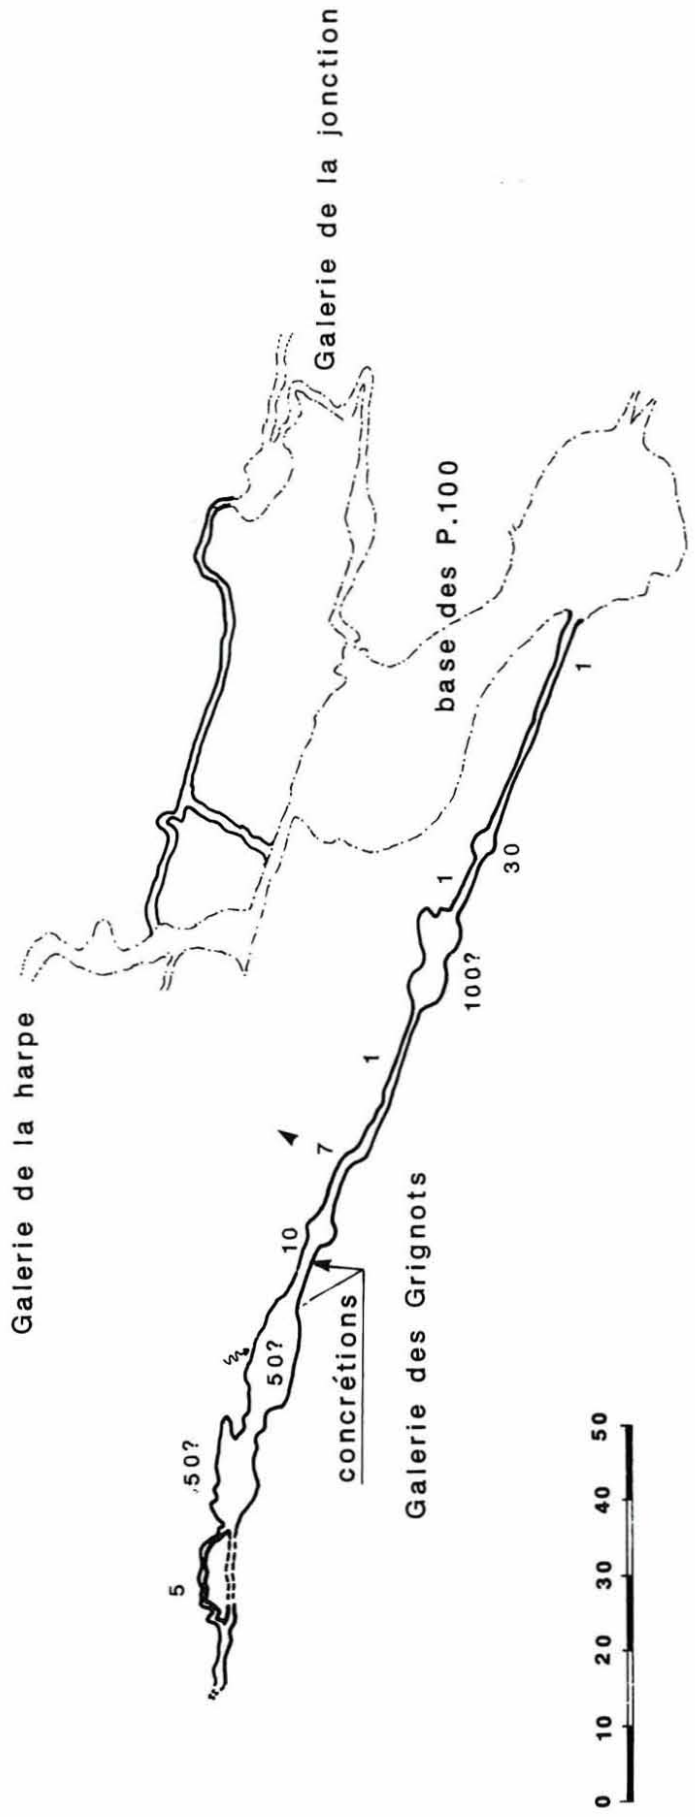 Galerie de la harpe
Galerie de la jonction
base des P.100
5
50?
50?
10
7
1
100?
1
30
1
concrétions
Galerie des Grignots
0 10 20 30 40 50